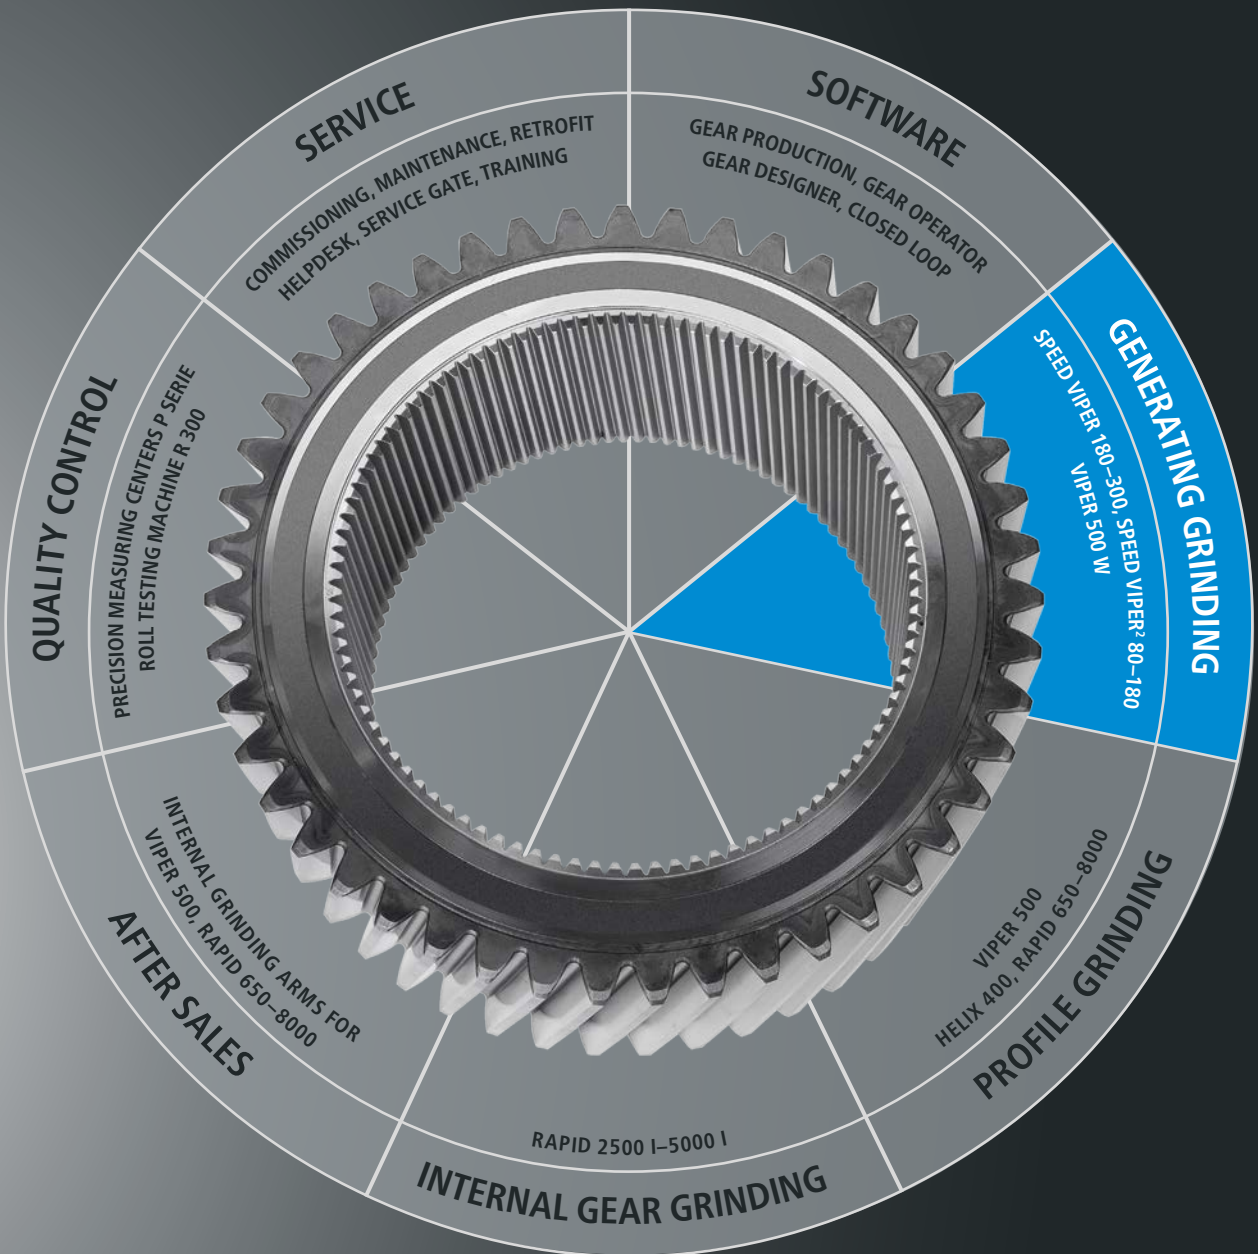 SERVICE
COMMISSIONING, MAINTENANCE, RETROFIT
HELPDESK, SERVICE GATE, TRAINING
SOFTWARE
GEAR PRODUCTION, GEAR OPERATOR
GEAR DESIGNER, CLOSED LOOP
GENERATING GRINDING
SPEED VIPER 180–300, SPEED VIPER² 80–180
VIPER 500 W
PROFILE GRINDING
VIPER 500
HELIX 400, RAPID 650–8000
INTERNAL GEAR GRINDING
RAPID 2500 I–5000 I
AFTER SALES
INTERNAL GRINDING ARMS FOR
VIPER 500, RAPID 650–8000
QUALITY CONTROL
PRECISION MEASURING CENTERS P SERIE
ROLL TESTING MACHINE R 300